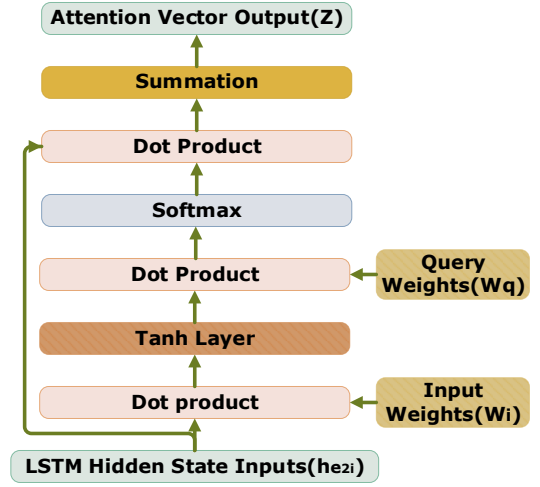 Attention Vector Output(Z)
Summation
Dot Product
Softmax
Dot Product
Query
Weights(Wq)
Tanh Layer
Dot product
Input
Weights(Wi)
LSTM Hidden State Inputs(he2i)